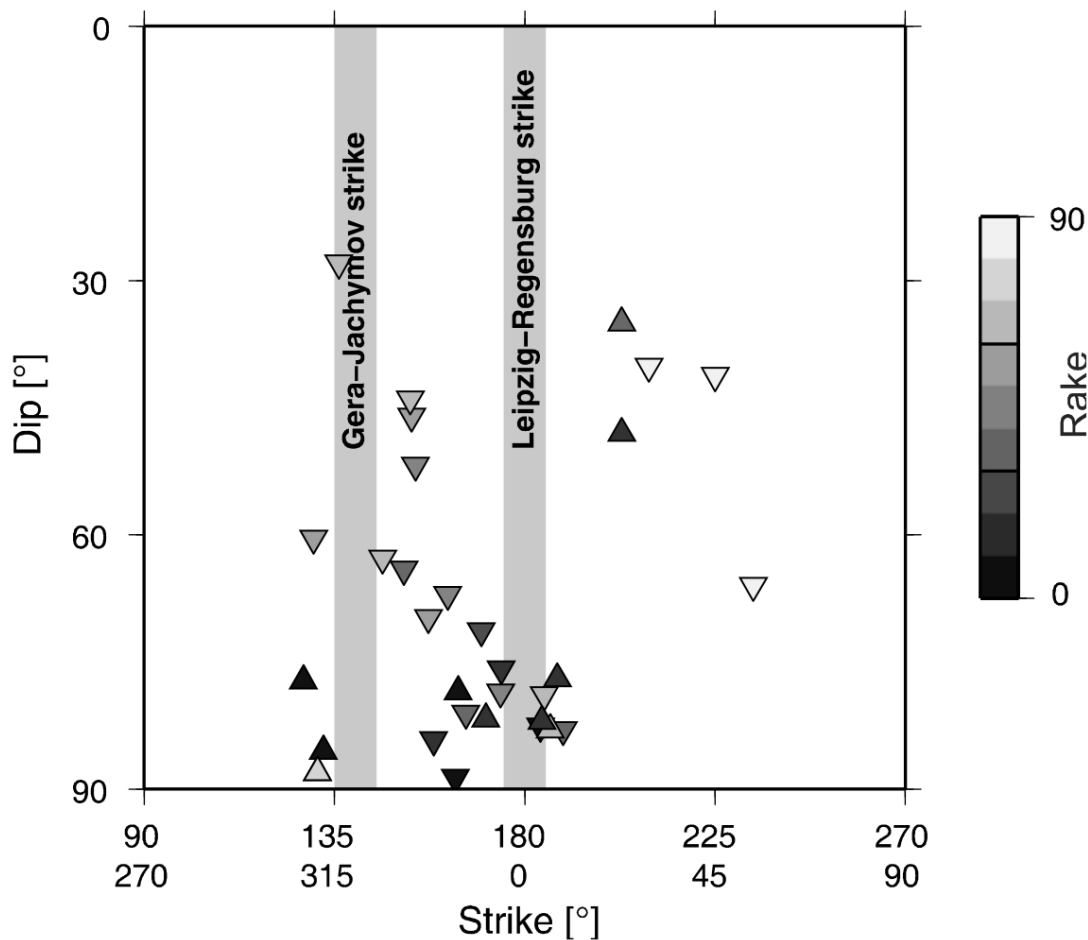 0
30
60
90
Dip [°]
Gera–Jachymov strike
Leipzig–Regensburg strike
90 135 180 225 270
270 315 0 45 90
Strike [°]
90
0
Rake